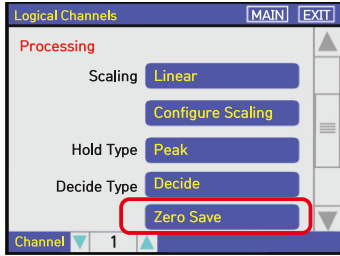 Logical Channels MAIN EXIT
Processing
Scaling Linear
Configure Scaling
Hold Type Peak
Decide Type Decide
Zero Save
Channel 1